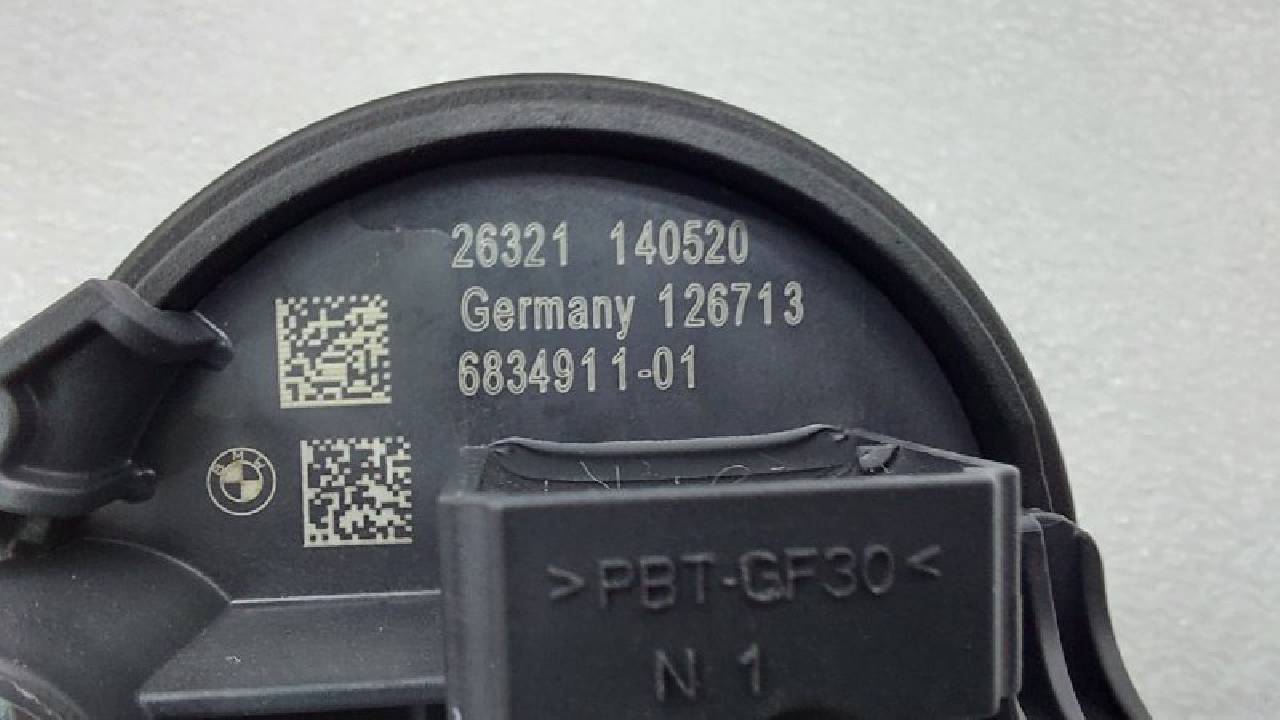 26321 140520
Germany 126713
6834911-01
BMW
>PBT-GF30<
N 1